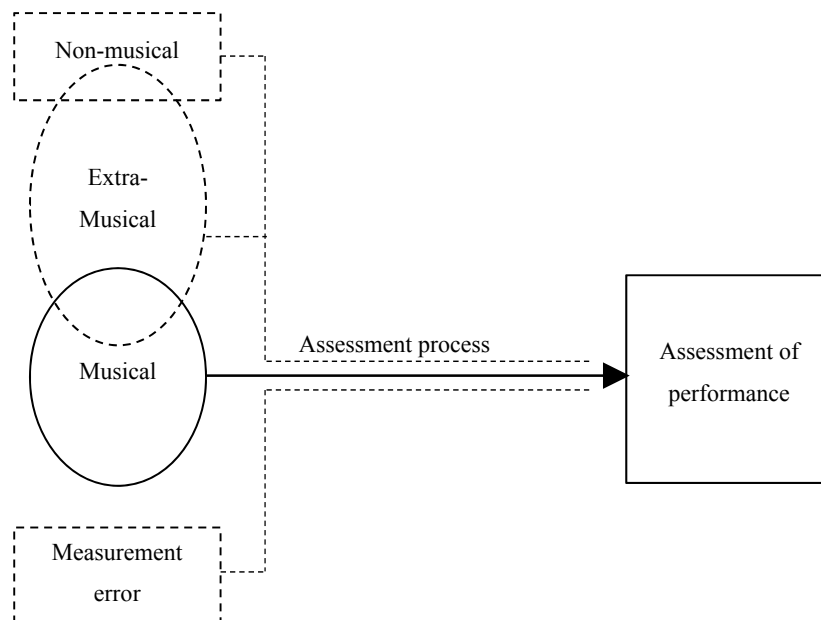 Non-musical
Extra-
Musical
Assessment process
Musical
Assessment of
performance
Measurement
error